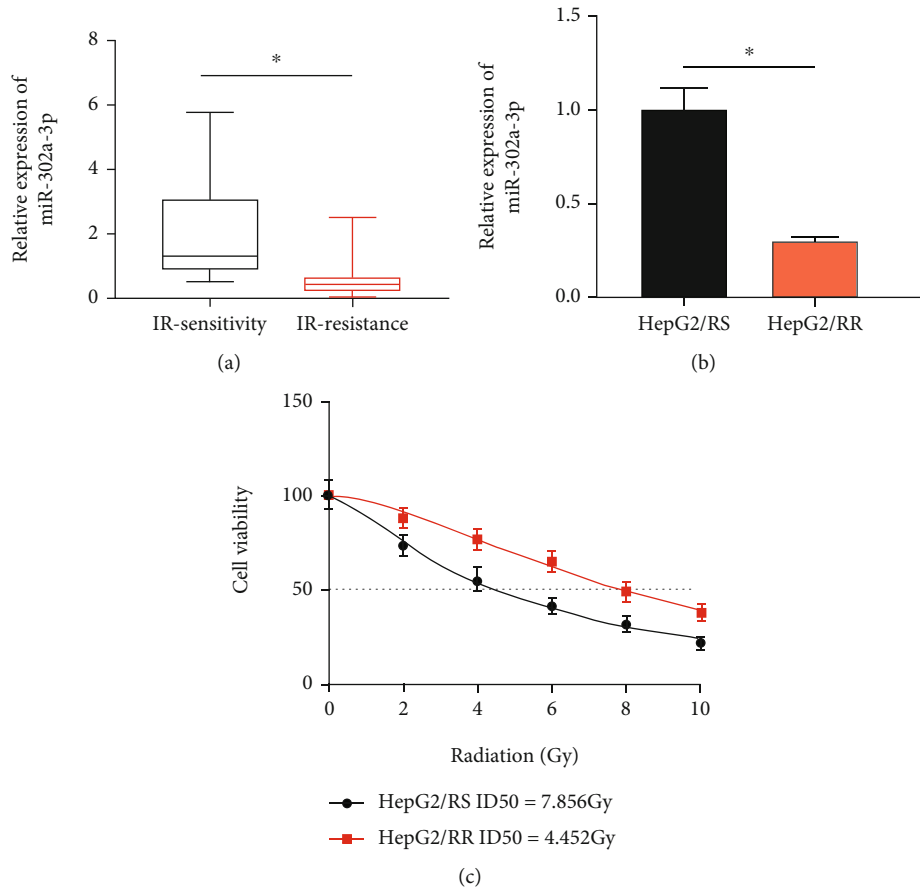 Relative expression of
miR-302a-3p
8
6
4
2
0
*
IR-sensitivity
IR-resistance
(a)
Relative expression of
miR-302a-3p
1.5
1.0
0.5
0.0
*
HepG2/RS
HepG2/RR
(b)
Cell viability
150
100
50
0
0
2
4
6
8
10
Radiation (Gy)
HepG2/RS ID50 = 7.856Gy
HepG2/RR ID50 = 4.452Gy
(c)